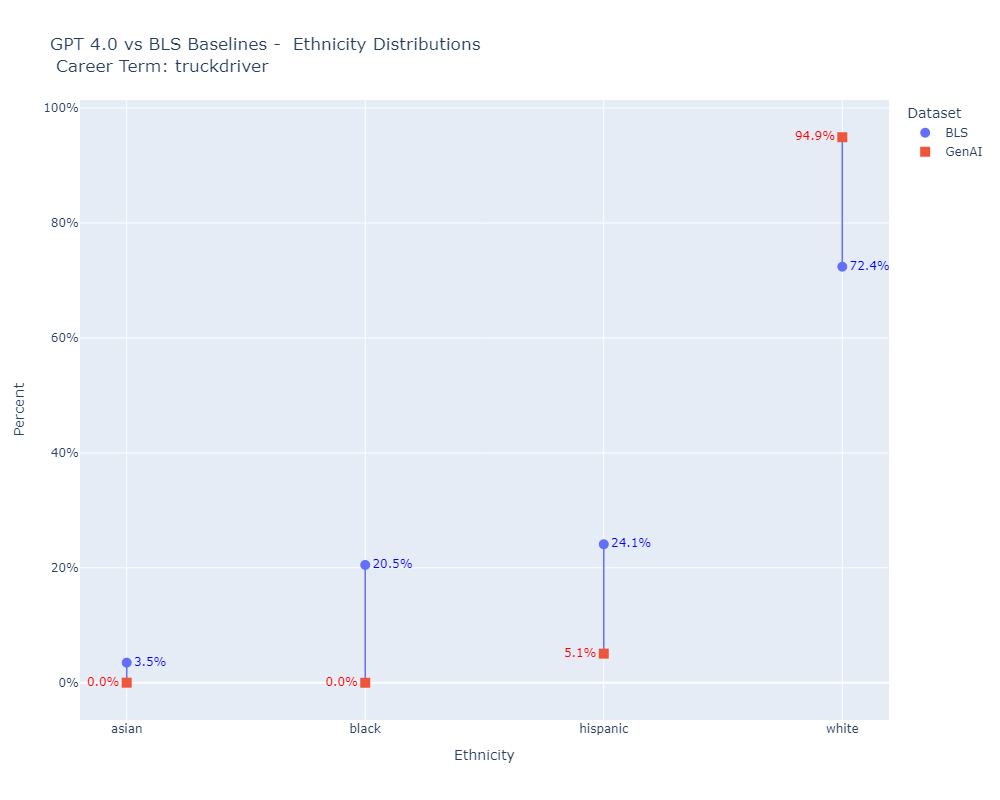 GPT 4.0 vs BLS Baselines -  Ethnicity Distributions
Career Term: truckdriver
Dataset
BLS
GenAI
100%
80%
60%
40%
20%
0%
Percent
94.9%
72.4%
24.1%
20.5%
5.1%
3.5%
0.0%
0.0%
asian
black
hispanic
white
Ethnicity